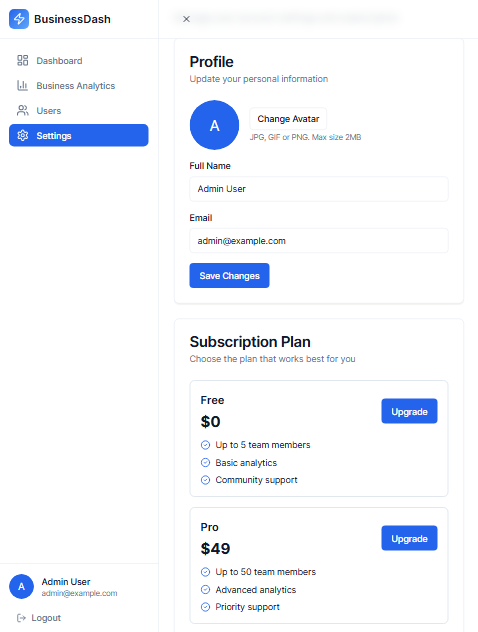 BusinessDash
Dashboard
Business Analytics
Users
Settings
A
Admin User
admin@example.com
Logout
Profile
Update your personal information
A
Change Avatar
JPG, GIF or PNG. Max size 2MB
Full Name
Admin User
Email
admin@example.com
Save Changes
Subscription Plan
Choose the plan that works best for you
Free
$0
Upgrade
Up to 5 team members
Basic analytics
Community support
Pro
$49
Upgrade
Up to 50 team members
Advanced analytics
Priority support